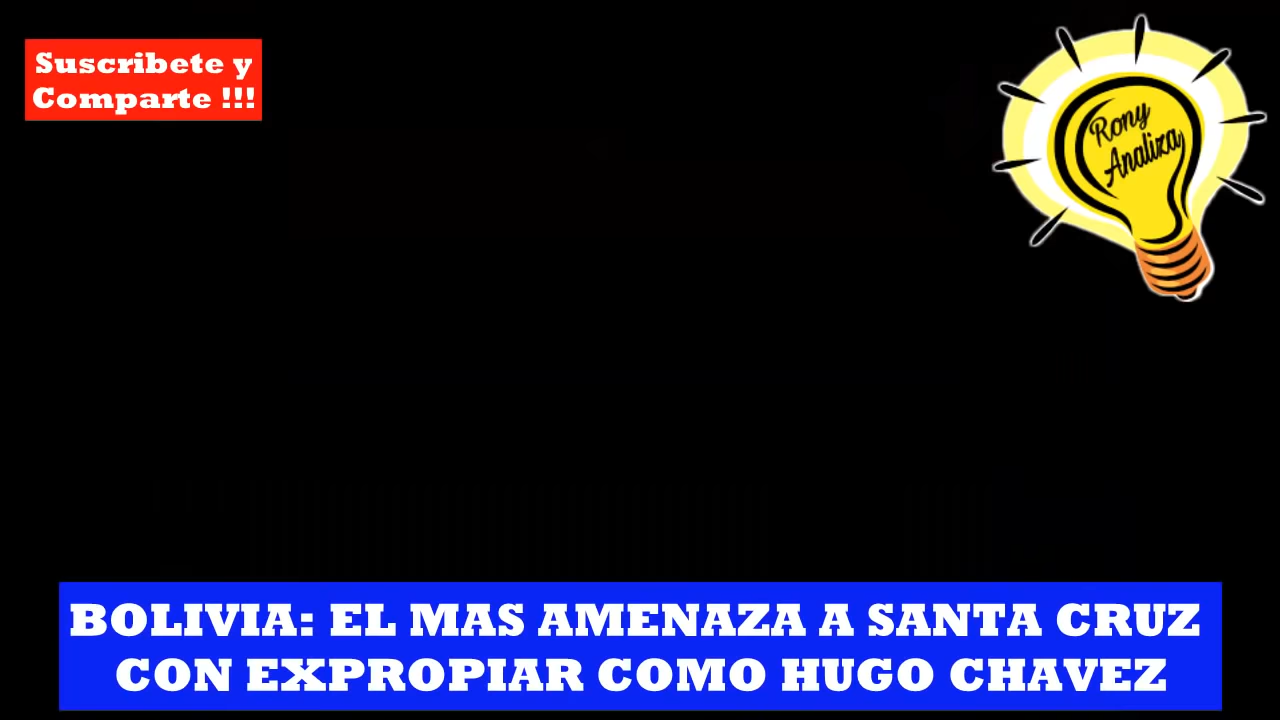 Suscribete y
Comparte !!!
Rony
Analiza
BOLIVIA: EL MAS AMENAZA A SANTA CRUZ
CON EXPROPIAR COMO HUGO CHAVEZ